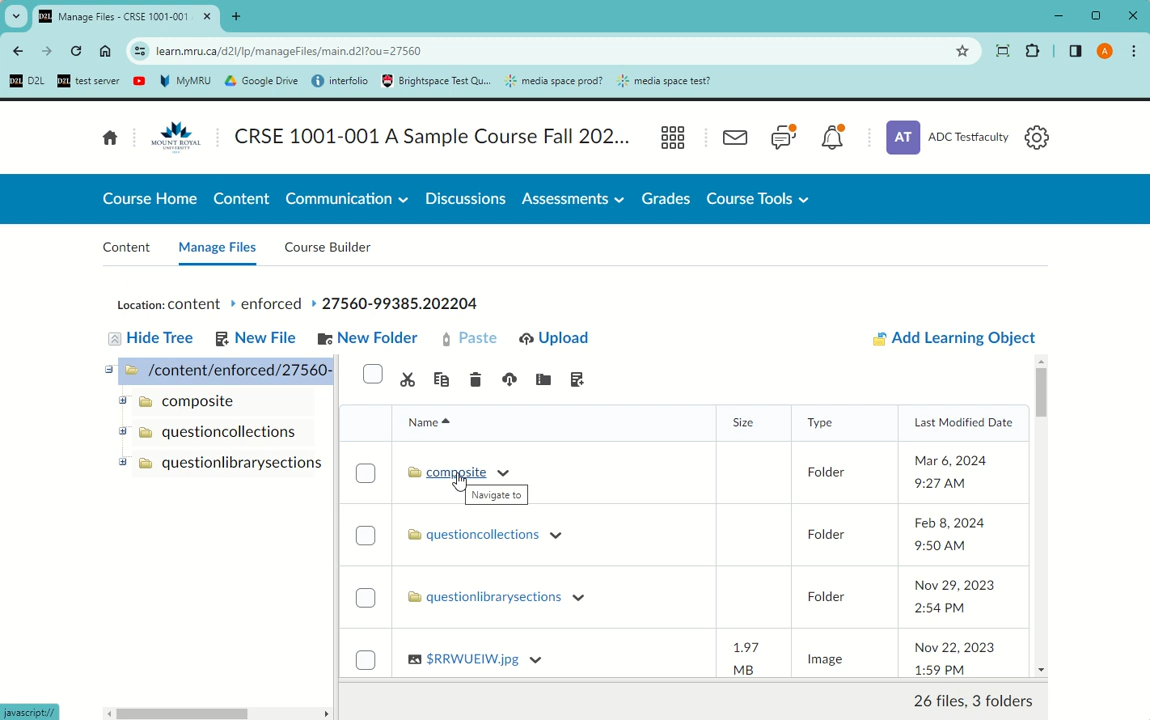 Manage Files - CRSE 1001-001
learn.mru.ca/d2l/lp/manageFiles/main.d2l?ou=27560
D2L D2L D2L test server MyMRU Google Drive interfolio Brightspace Test Qu... media space prod? media space test?
A
MOUNT ROYAL
UNIVERSITY
CRSE 1001-001 A Sample Course Fall 202...
AT ADC Testfaculty
Course Home Content Communication Discussions Assessments Grades Course Tools
Content Manage Files Course Builder
Location: content enforced 27560-99385.202204
Hide Tree New File New Folder Paste Upload Add Learning Object
/content/enforced/27560-
composite
questioncollections
questionlibrarysections
Name Size Type Last Modified Date
composite Folder Mar 6, 2024
9:27 AM
Navigate to
questioncollections Folder Feb 8, 2024
9:50 AM
questionlibrarysections Folder Nov 29, 2023
2:54 PM
$RRWUEIW.jpg 1.97 MB Image Nov 22, 2023
1:59 PM
26 files, 3 folders
javascript://